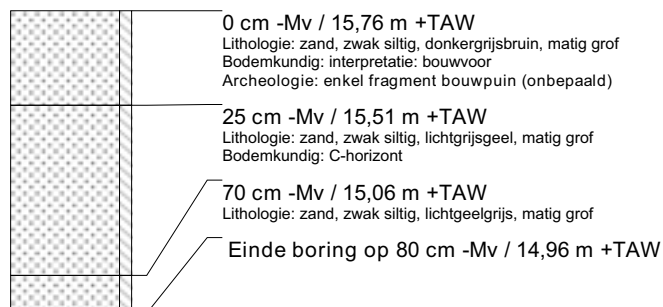 0 cm -Mv / 15,76 m +TAW
Lithologie: zand, zwak siltig, donkergrijsbruin, matig grof
Bodemkundig: interpretatie: bouwvoor
Archeologie: enkel fragment bouwpuin (onbepaald)
25 cm -Mv / 15,51 m +TAW
Lithologie: zand, zwak siltig, lichtgrijsgeel, matig grof
Bodemkundig: C-horizont
70 cm -Mv / 15,06 m +TAW
Lithologie: zand, zwak siltig, lichtgeelgrijs, matig grof
Einde boring op 80 cm -Mv / 14,96 m +TAW